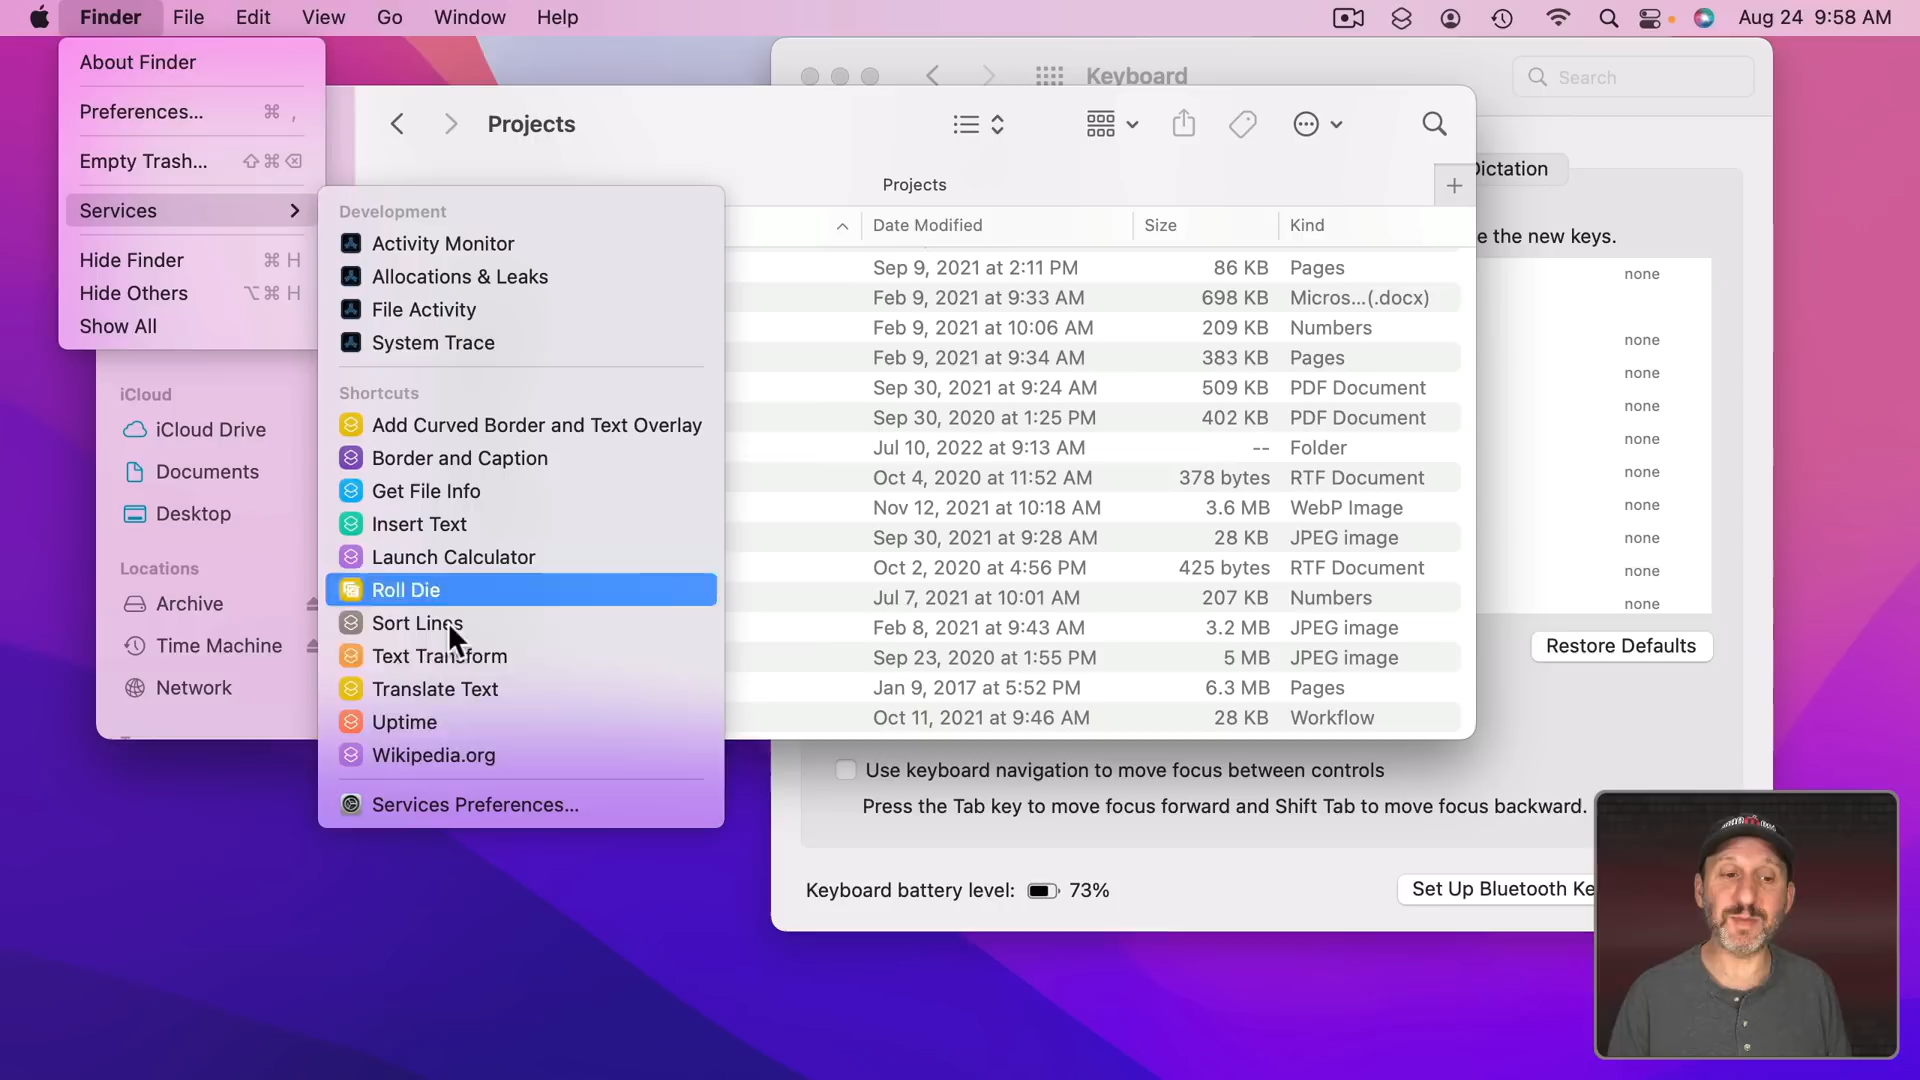 Finder File Edit View Go Window Help Aug 24 9:58 AM
About Finder
Preferences... ⌘ ,
Empty Trash... ⇧⌘⌫
Services
Hide Finder ⌘ H
Hide Others ⌥⌘ H
Show All
Development
Activity Monitor
Allocations & Leaks
File Activity
System Trace
Shortcuts
Add Curved Border and Text Overlay
Border and Caption
Get File Info
Insert Text
Launch Calculator
Roll Die
Sort Lines
Text Transform
Translate Text
Uptime
Wikipedia.org
Services Preferences...
iCloud
iCloud Drive
Documents
Desktop
Locations
Archive
Time Machine
Network
Projects
Projects
Date Modified Size Kind
Sep 9, 2021 at 2:11 PM 86 KB Pages
Feb 9, 2021 at 9:33 AM 698 KB Micros...(.docx)
Feb 9, 2021 at 10:06 AM 209 KB Numbers
Feb 9, 2021 at 9:34 AM 383 KB Pages
Sep 30, 2021 at 9:24 AM 509 KB PDF Document
Sep 30, 2020 at 1:25 PM 402 KB PDF Document
Jul 10, 2022 at 9:13 AM -- Folder
Oct 4, 2020 at 11:52 AM 378 bytes RTF Document
Nov 12, 2021 at 10:18 AM 3.6 MB WebP Image
Sep 30, 2021 at 9:28 AM 28 KB JPEG image
Oct 2, 2020 at 4:56 PM 425 bytes RTF Document
Jul 7, 2021 at 10:01 AM 207 KB Numbers
Feb 8, 2021 at 9:43 AM 3.2 MB JPEG image
Sep 23, 2020 at 1:55 PM 5 MB JPEG image
Jan 9, 2017 at 5:52 PM 6.3 MB Pages
Oct 11, 2021 at 9:46 AM 28 KB Workflow
Keyboard
Search
Dictation
e the new keys.
none
none
none
none
none
none
none
none
none
none
Restore Defaults
Use keyboard navigation to move focus between controls
Press the Tab key to move focus forward and Shift Tab to move focus backward.
Keyboard battery level: 73%
Set Up Bluetooth Ke